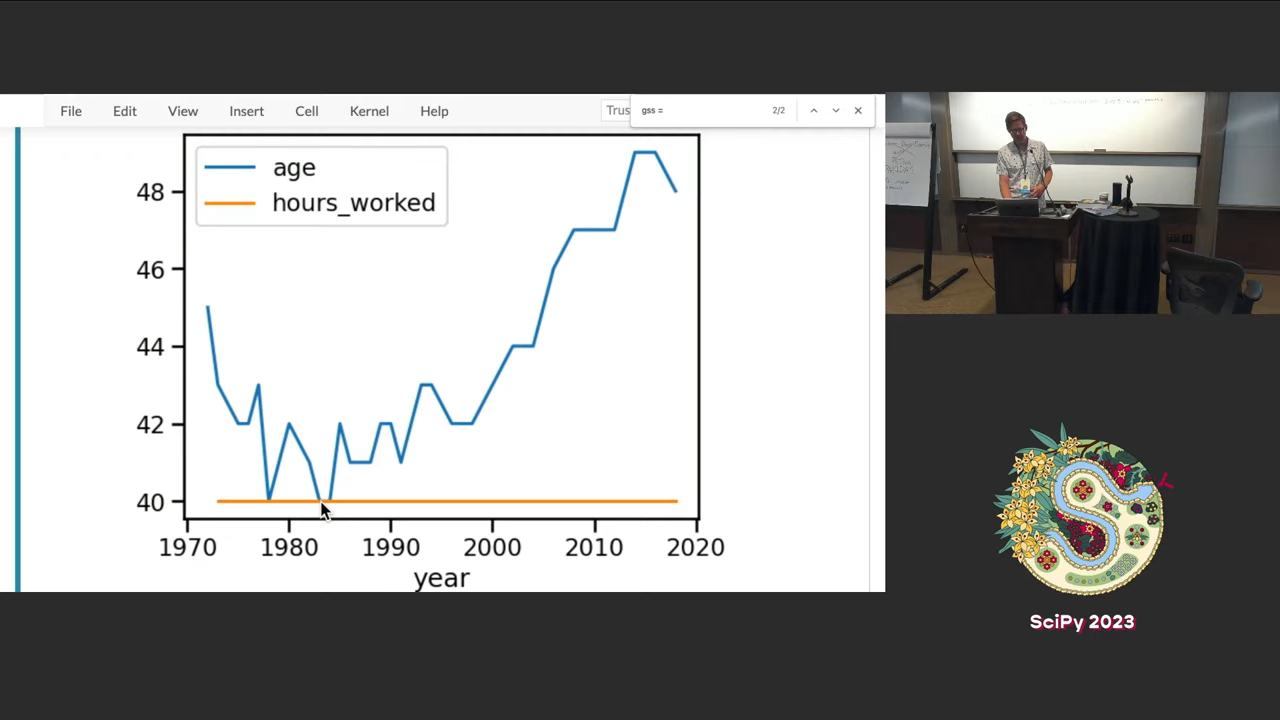 File Edit View Insert Cell Kernel Help
Trus
gss =
2/2
age
hours_worked
48
46
44
42
40
1970 1980 1990 2000 2010 2020
year
SciPy 2023